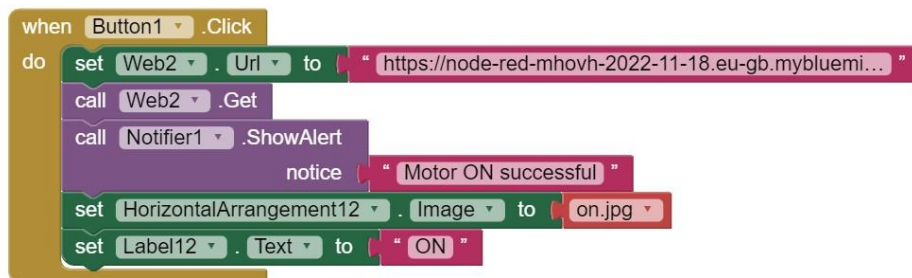 when Button1 .Click
do set Web2 . Url to " https://node-red-mhovh-2022-11-18.eu-gb.mybluemi... "
call Web2 .Get
call Notifier1 .ShowAlert
notice " Motor ON successful "
set HorizontalArrangement12 . Image to on.jpg
set Label12 . Text to " ON "